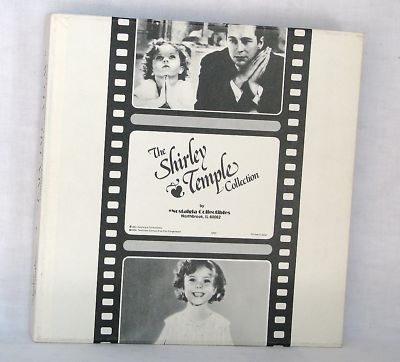 The
Shirley
Temple
Collection
by
Nostalgia Collectibles
Northbrook, IL 60062